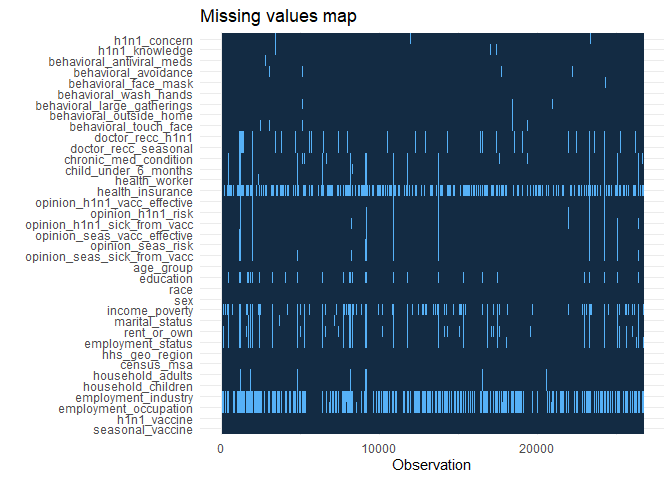 Missing values map
h1n1_concern
h1n1_knowledge
behavioral_antiviral_meds
behavioral_avoidance
behavioral_face_mask
behavioral_wash_hands
behavioral_large_gatherings
behavioral_outside_home
behavioral_touch_face
doctor_recc_h1n1
doctor_recc_seasonal
chronic_med_condition
child_under_6_months
health_worker
health_insurance
opinion_h1n1_vacc_effective
opinion_h1n1_risk
opinion_h1n1_sick_from_vacc
opinion_seas_vacc_effective
opinion_seas_risk
opinion_seas_sick_from_vacc
age_group
education
race
sex
income_poverty
marital_status
rent_or_own
employment_status
hhs_geo_region
census_msa
household_adults
household_children
employment_industry
employment_occupation
h1n1_vaccine
seasonal_vaccine
0 10000 20000
Observation